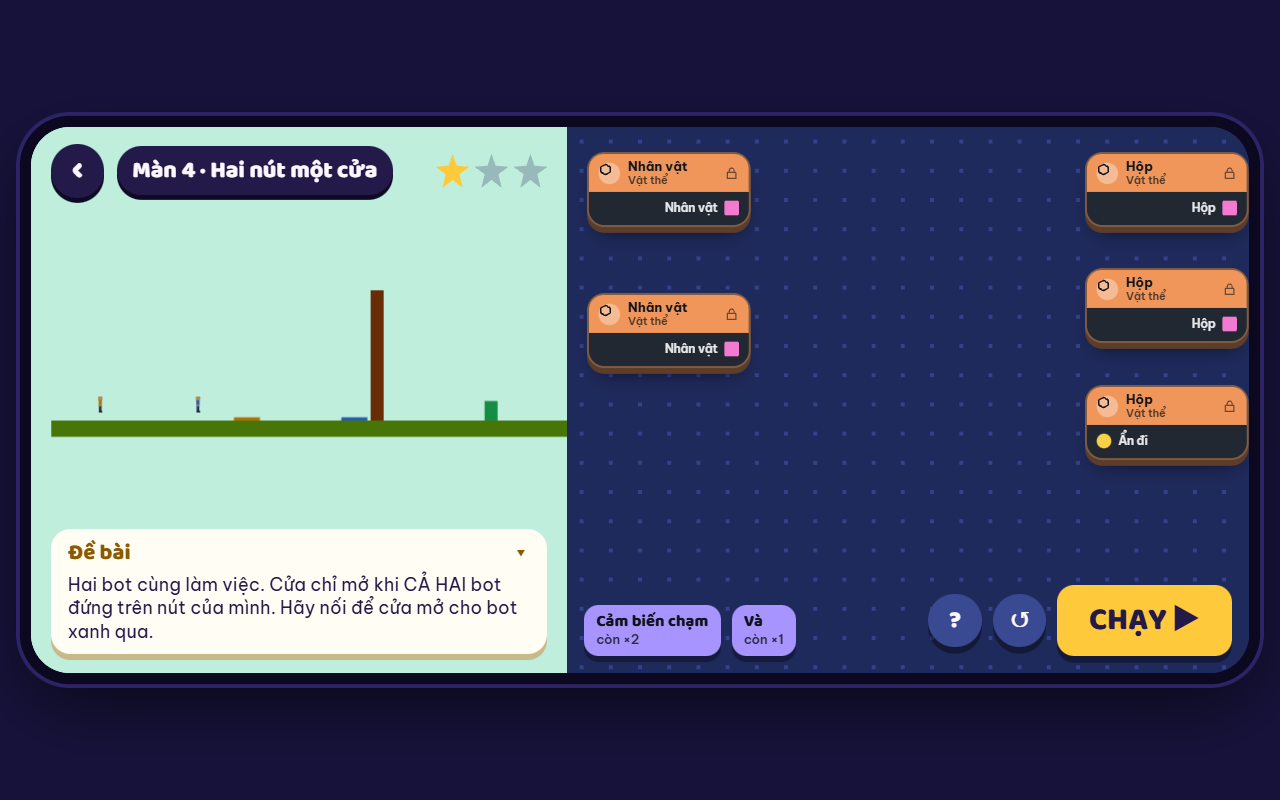 Màn 4 · Hai nút một cửa
Đề bài
Hai bot cùng làm việc. Cửa chỉ mở khi CẢ HAI bot
đứng trên nút của mình. Hãy nối để cửa mở cho bot
xanh qua.
Nhân vật
Vật thể
Nhân vật
Nhân vật
Vật thể
Nhân vật
Hộp
Vật thể
Hộp
Hộp
Vật thể
Hộp
Hộp
Vật thể
Ẩn đi
Cảm biến chạm
còn ×2
Và
còn ×1
?
↺
CHẠY